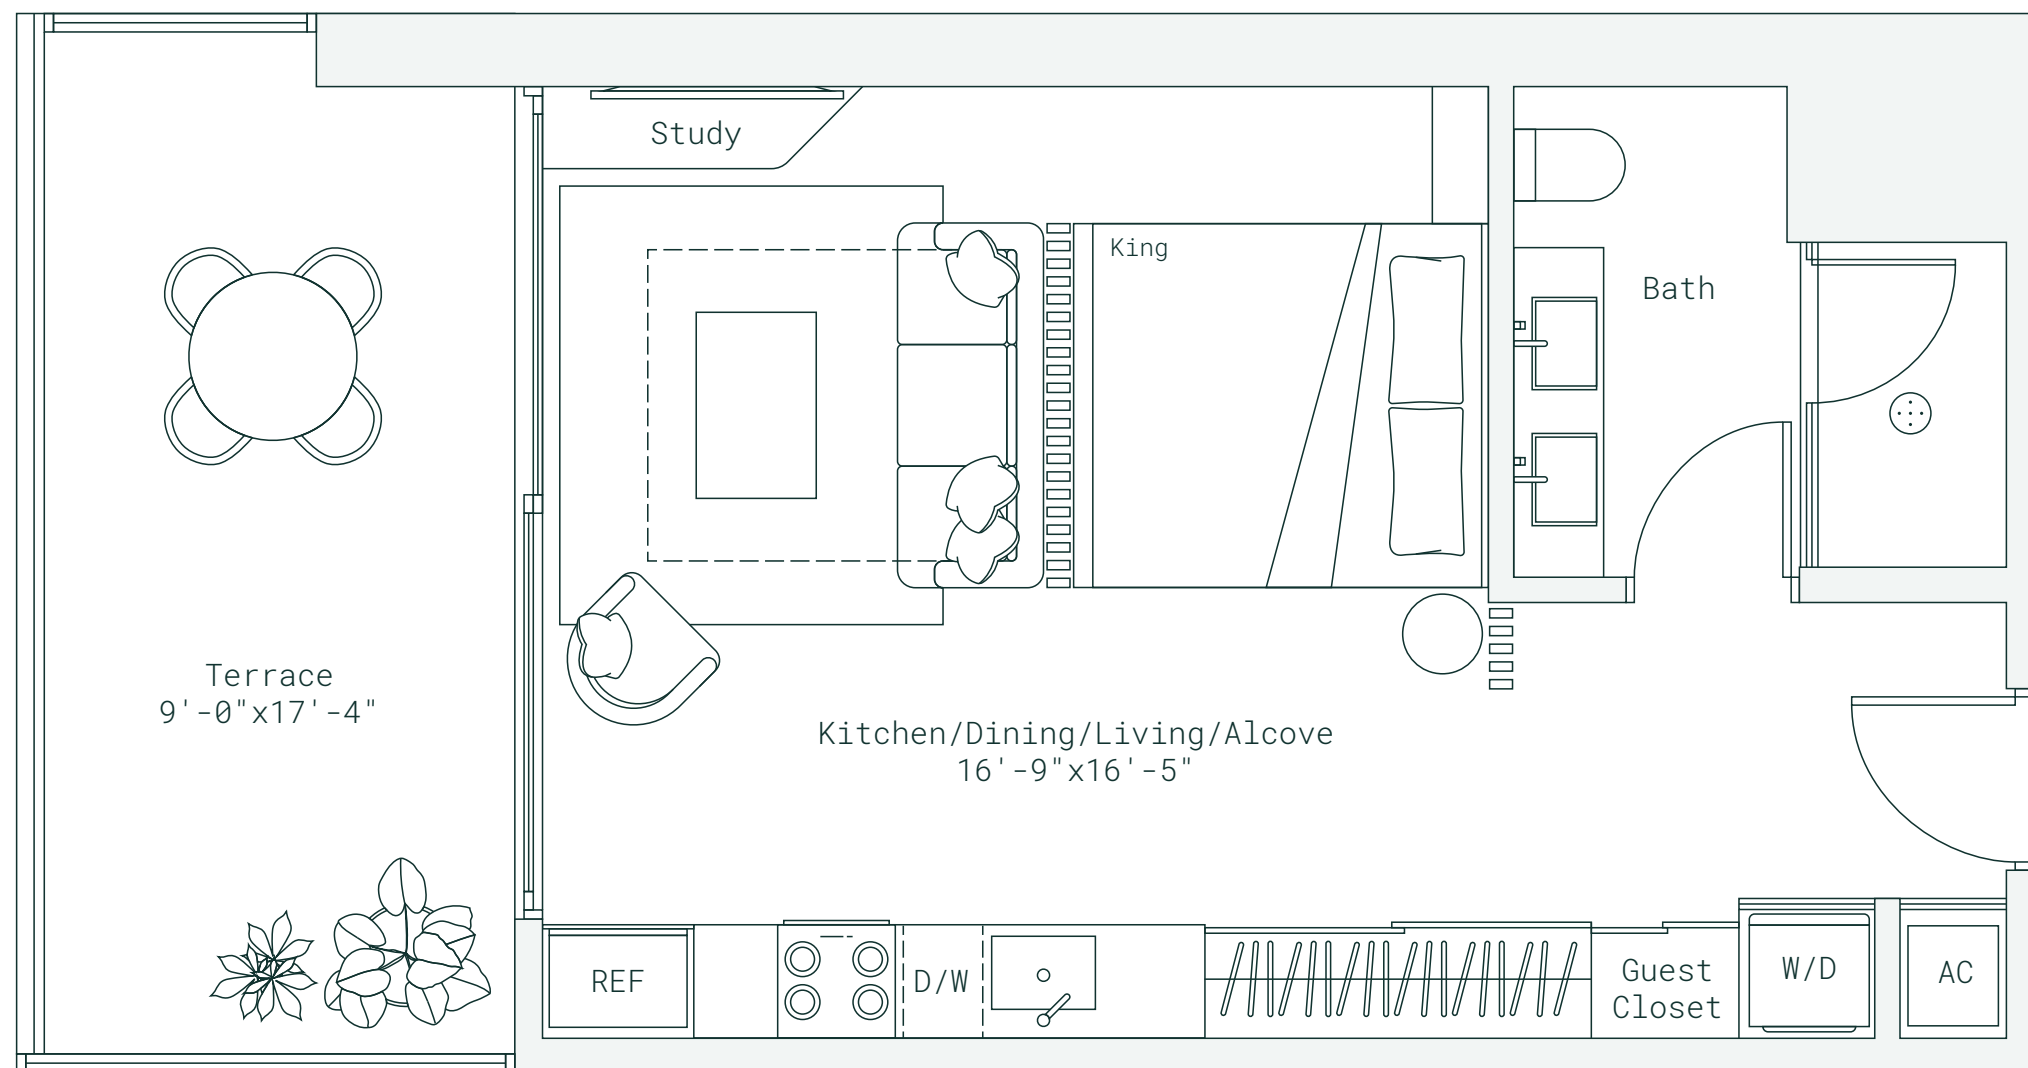 Study
King
Bath
Terrace
9'-0"x17'-4"
Kitchen/Dining/Living/Alcove
16'-9"x16'-5"
REF
D/W
Guest
Closet
W/D
AC